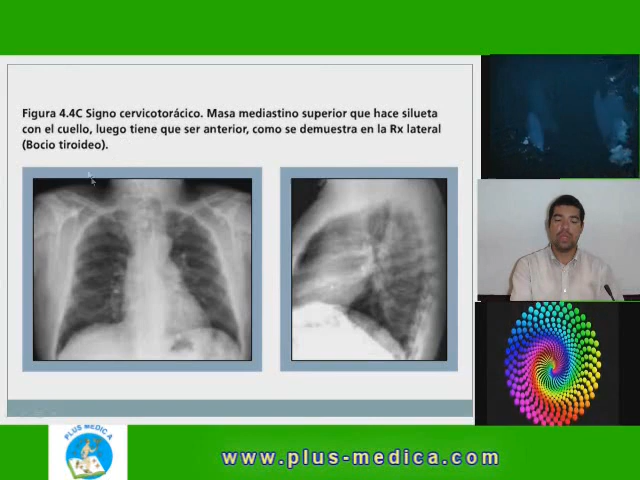 Figura 4.4C Signo cervicotorácico. Masa mediastino superior que hace silueta
con el cuello, luego tiene que ser anterior, como se demuestra en la Rx lateral
(Bocio tiroideo).
PLUS MEDICA
www.plus-medica.com